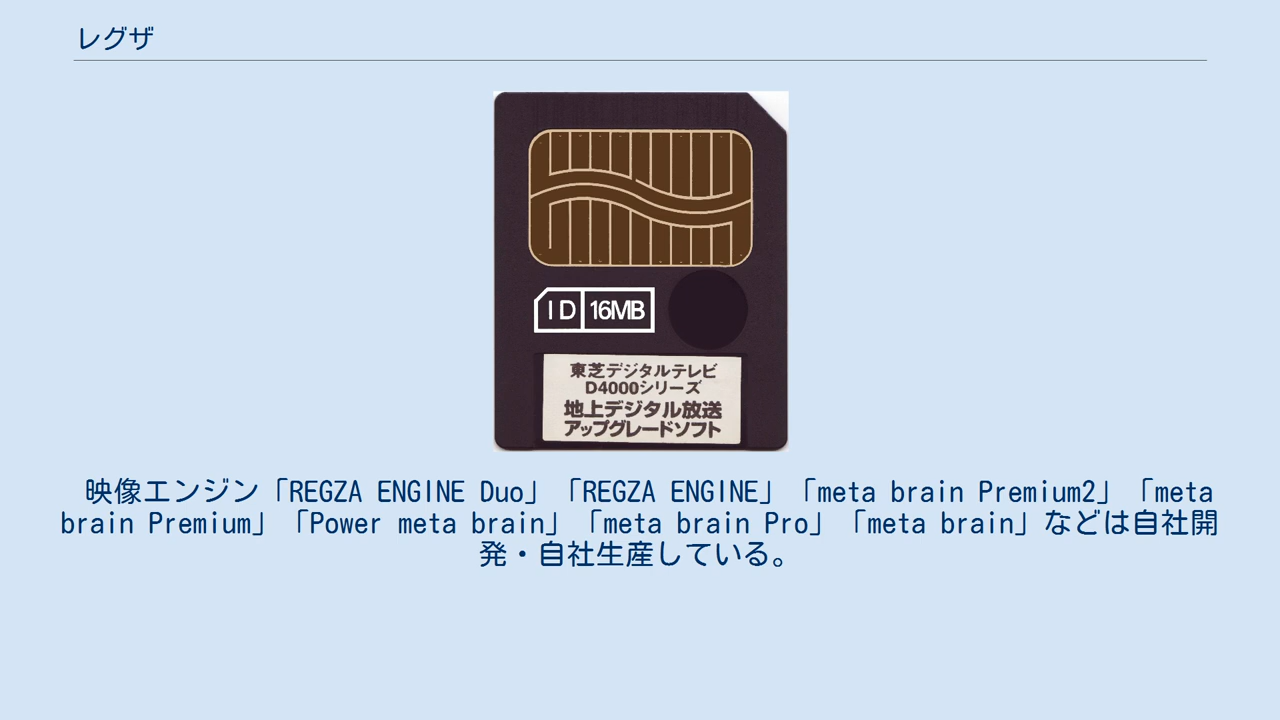 レグザ
ID 16MB
東芝デジタルテレビ
D4000シリーズ
地上デジタル放送
アップグレードソフト
映像エンジン「REGZA ENGINE Duo」「REGZA ENGINE」「meta brain Premium2」「meta
brain Premium」「Power meta brain」「meta brain Pro」「meta brain」などは自社開
発・自社生産している。